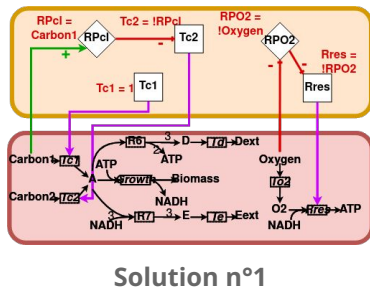 RPcl =
Carbon1
RPcl
Tc2 = !RPcl
Tc2
RPO2 =
!Oxygen
RPO2
Rres =
!RPO2
Rres
+
-
-
-
Tc1 = 1
Tc1
Carbon1
Tc1
Carbon2
Tc2
A
R6
3
D
Td
Dext
2
ATP
ATP
Growth
Biomass
NADH
3
NADH
R7
3
E
Te
Eext
Oxygen
To2
O2
NADH
Rres
ATP
Solution n°1